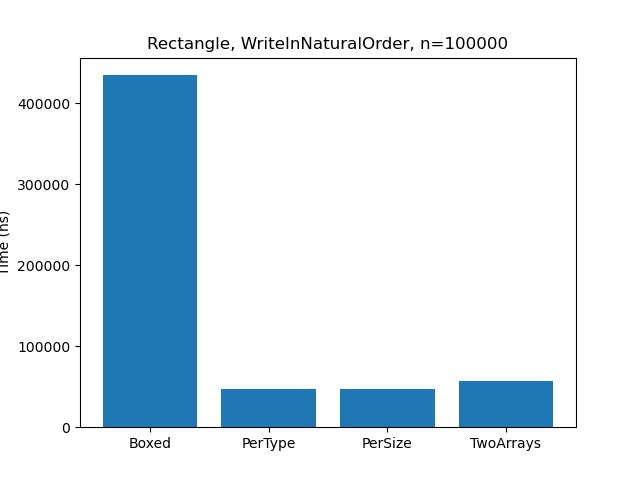 Rectangle, WriteInNaturalOrder, n=100000
Time (ns)
400000
300000
200000
100000
0
Boxed PerType PerSize TwoArrays